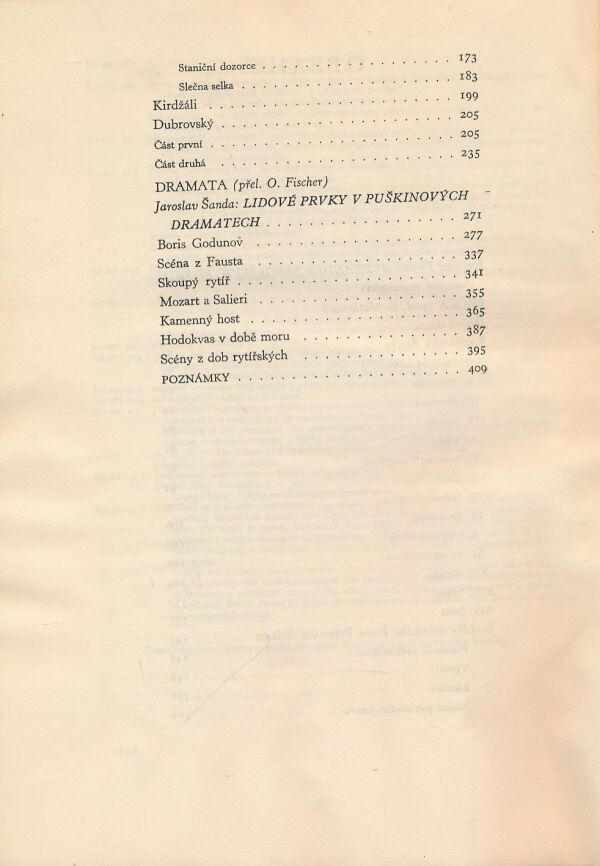 Staniční dozorce . . . . . . . . . . . . . . . . . . . 173
Slečna selka . . . . . . . . . . . . . . . . . . . . . 183
Kirdžáli . . . . . . . . . . . . . . . . . . . . . . . 199
Dubrovský . . . . . . . . . . . . . . . . . . . . . . 205
Část první . . . . . . . . . . . . . . . . . . . . . . 205
Část druhá . . . . . . . . . . . . . . . . . . . . . . 235
DRAMATA (přel. O. Fischer)
Jaroslav Šanda: LIDOVÉ PRVKY V PUŠKINOVÝCH
DRAMATECH . . . . . . . . . . . . . . . . . . 271
Boris Godunov . . . . . . . . . . . . . . . . . . . 277
Scéna z Fausta . . . . . . . . . . . . . . . . . . . 337
Skoupý rytíř . . . . . . . . . . . . . . . . . . . . 341
Mozart a Salieri . . . . . . . . . . . . . . . . . . 355
Kamenný host . . . . . . . . . . . . . . . . . . . 365
Hodokvas v době moru . . . . . . . . . . . . . . 387
Scény z dob rytířských . . . . . . . . . . . . . . 395
POZNÁMKY . . . . . . . . . . . . . . . . . . . . 409